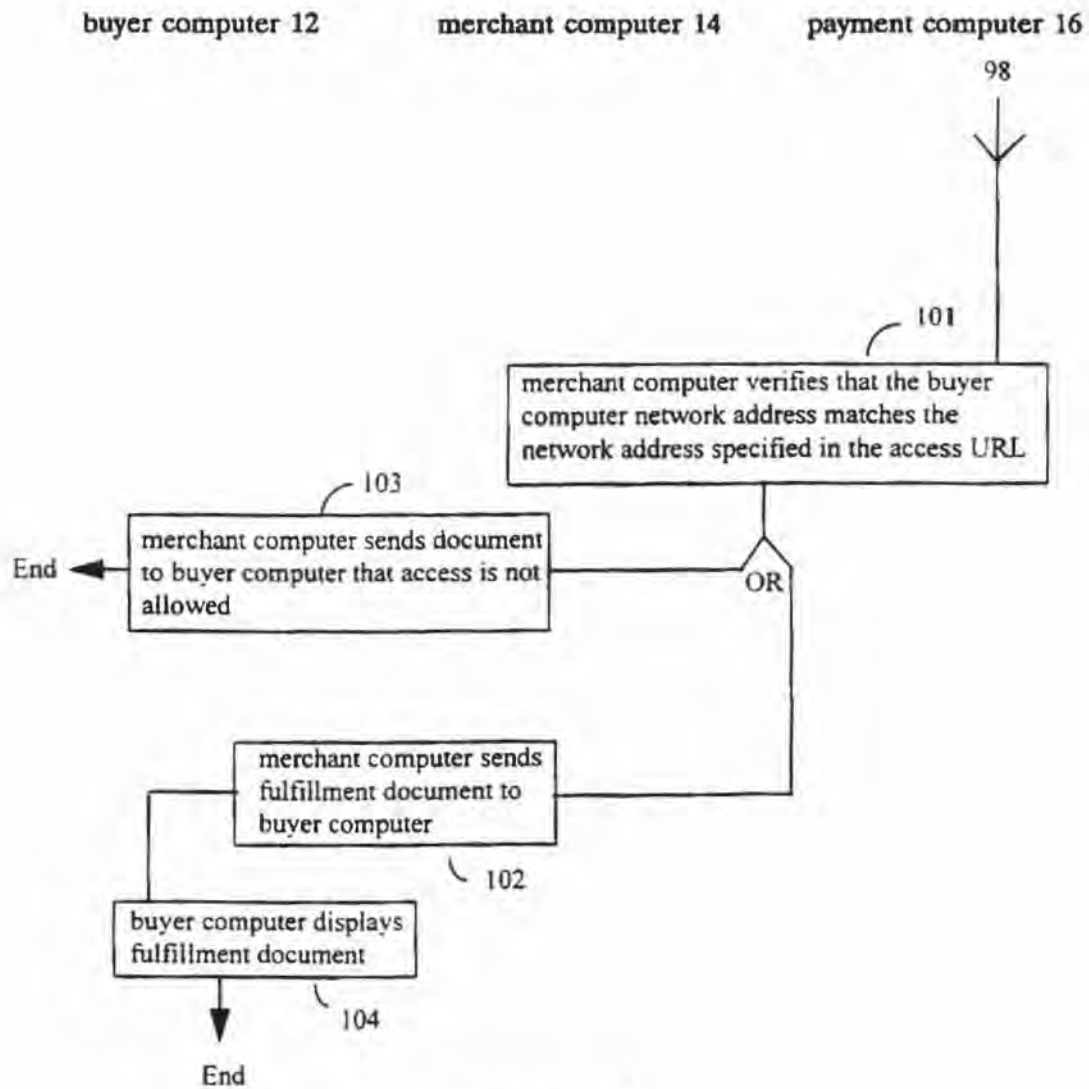 buyer computer 12 merchant computer 14 payment computer 16
98
101
merchant computer verifies that the buyer
computer network address matches the
network address specified in the access URL
103
merchant computer sends document
to buyer computer that access is not
allowed
End
OR
merchant computer sends
fulfillment document to
buyer computer
102
buyer computer displays
fulfillment document
104
End